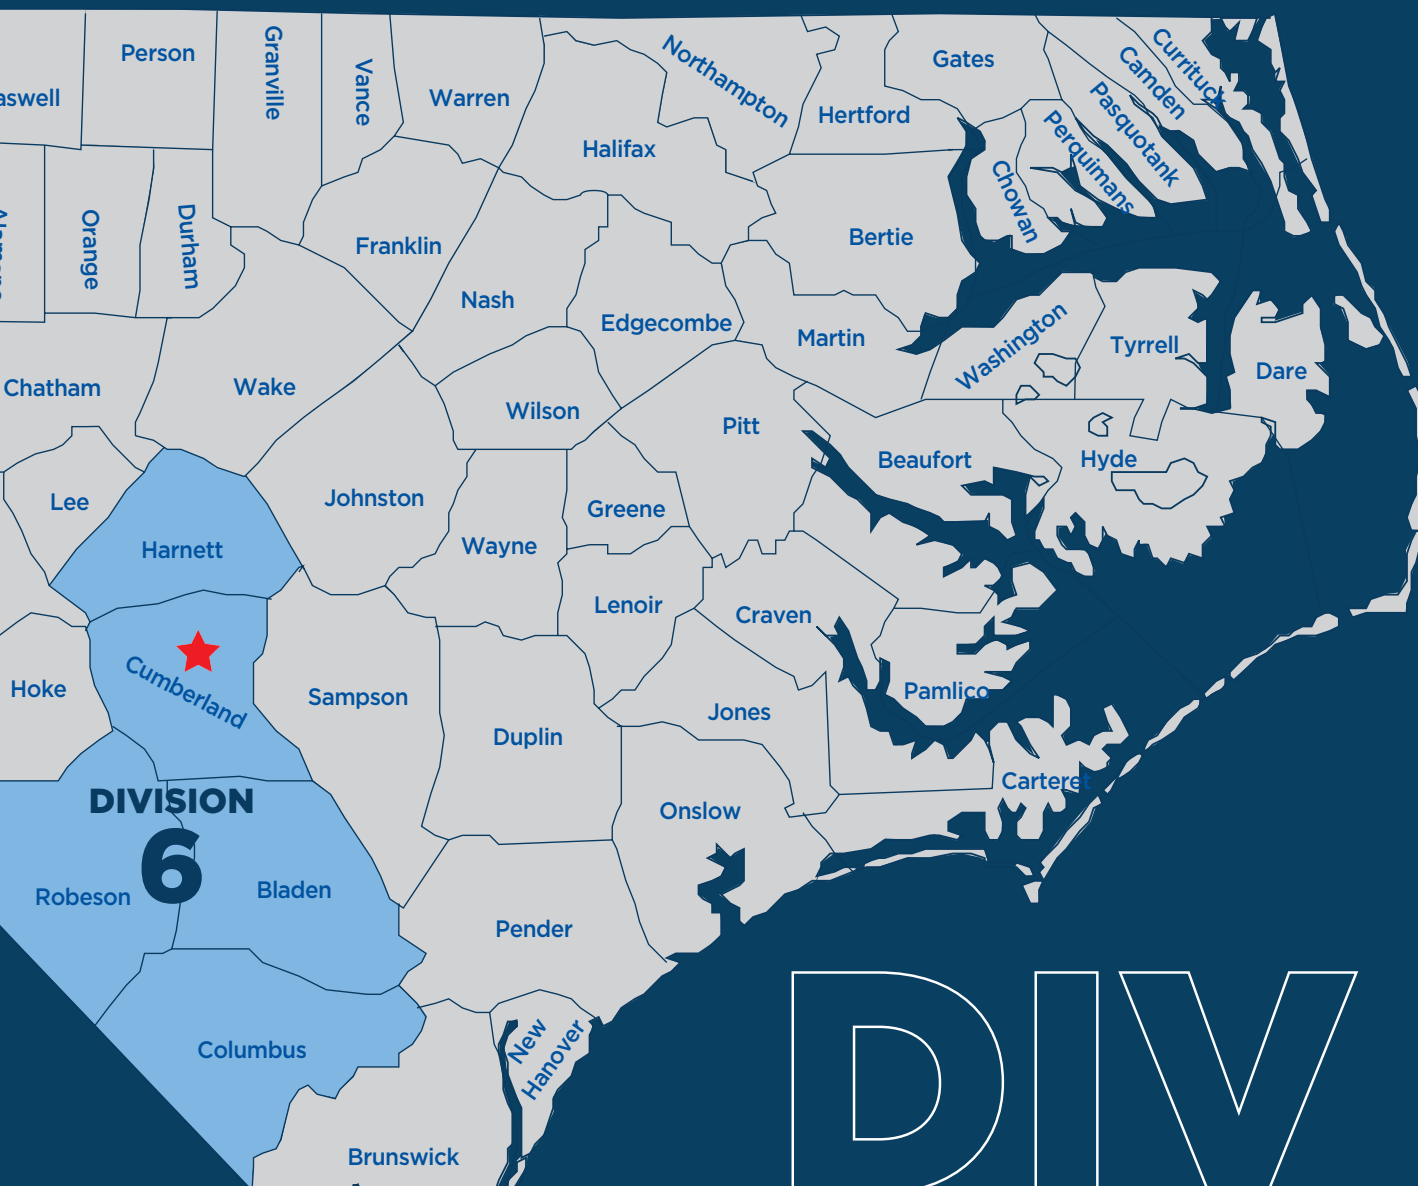 Person
Granville
Vance
Warren
Northampton
Gates
Currituck
Camden
Pasquotank
Perquimans
Hertford
Halifax
Chowan
Orange
Durham
Franklin
Bertie
Nash
Edgecombe
Martin
Washington
Tyrrell
Dare
Chatham
Wake
Wilson
Pitt
Beaufort
Hyde
Lee
Johnston
Greene
Harnett
Wayne
Lenoir
Craven
Cumberland
Hoke
Sampson
Pamlico
Jones
Duplin
Carteret
DIVISION
6
Onslow
Robeson
Bladen
Pender
Columbus
New
Hanover
Brunswick
DIV